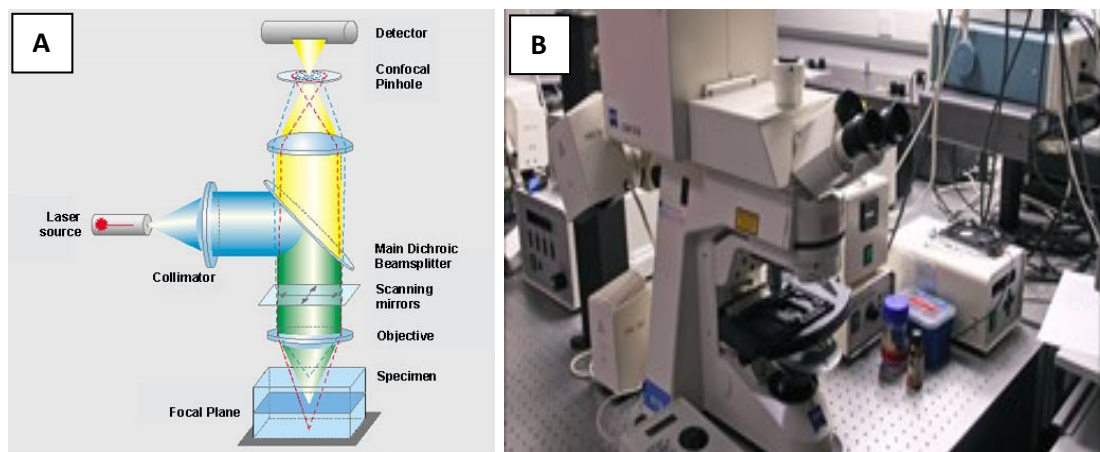 A
Detector
Confocal
Pinhole
Laser
source
Collimator
Main Dichroic
Beamsplitter
Scanning
mirrors
Objective
Specimen
Focal Plane
B